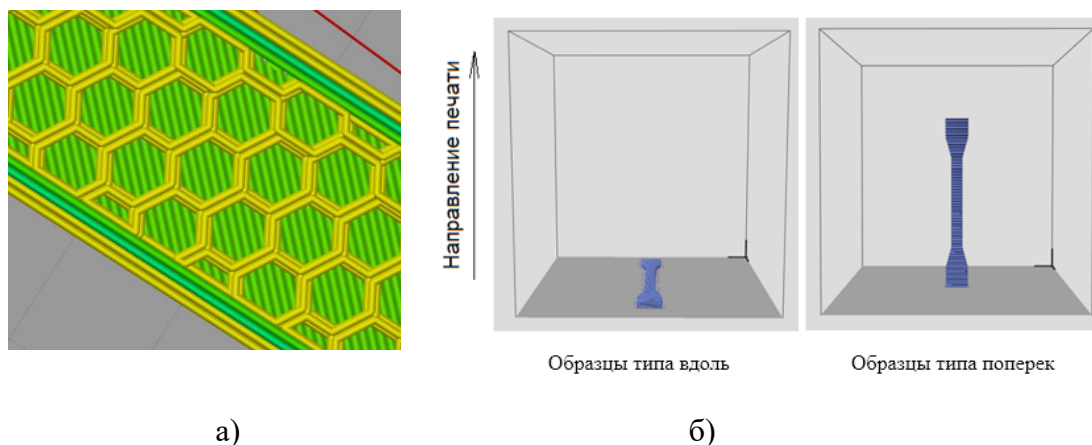 Направление печати
Образцы типа вдоль
Образцы типа поперек
а)
б)